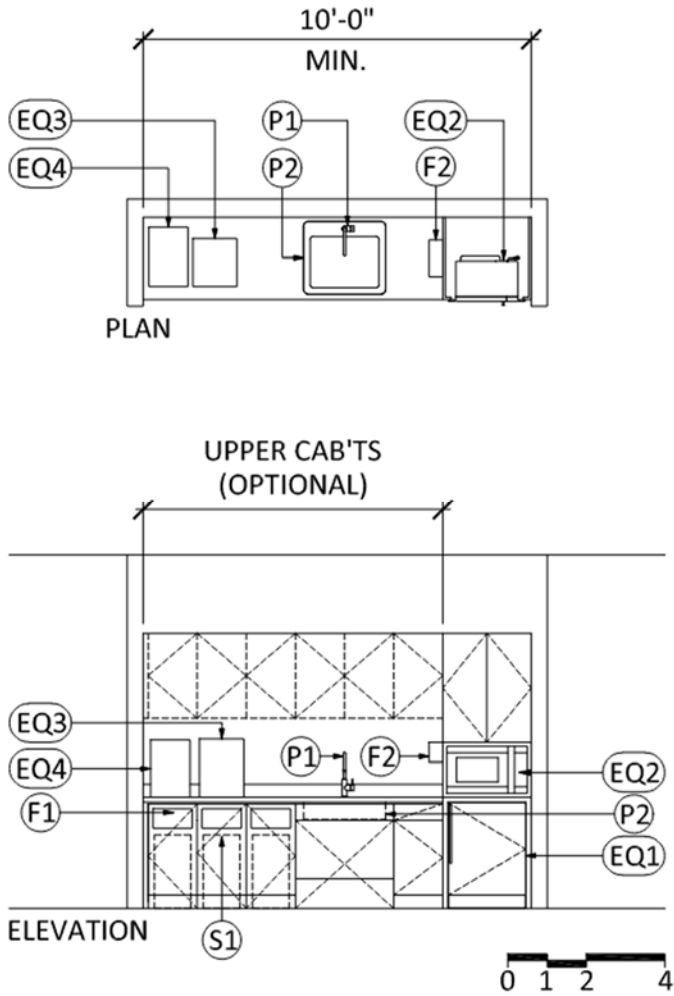 10'-0"
MIN.
EQ3 P1 EQ2
EQ4 P2 F2
PLAN
UPPER CAB'TS
(OPTIONAL)
EQ3
P1 F2
EQ4 EQ2
F1 P2
EQ1
ELEVATION
S1
0 1 2 4